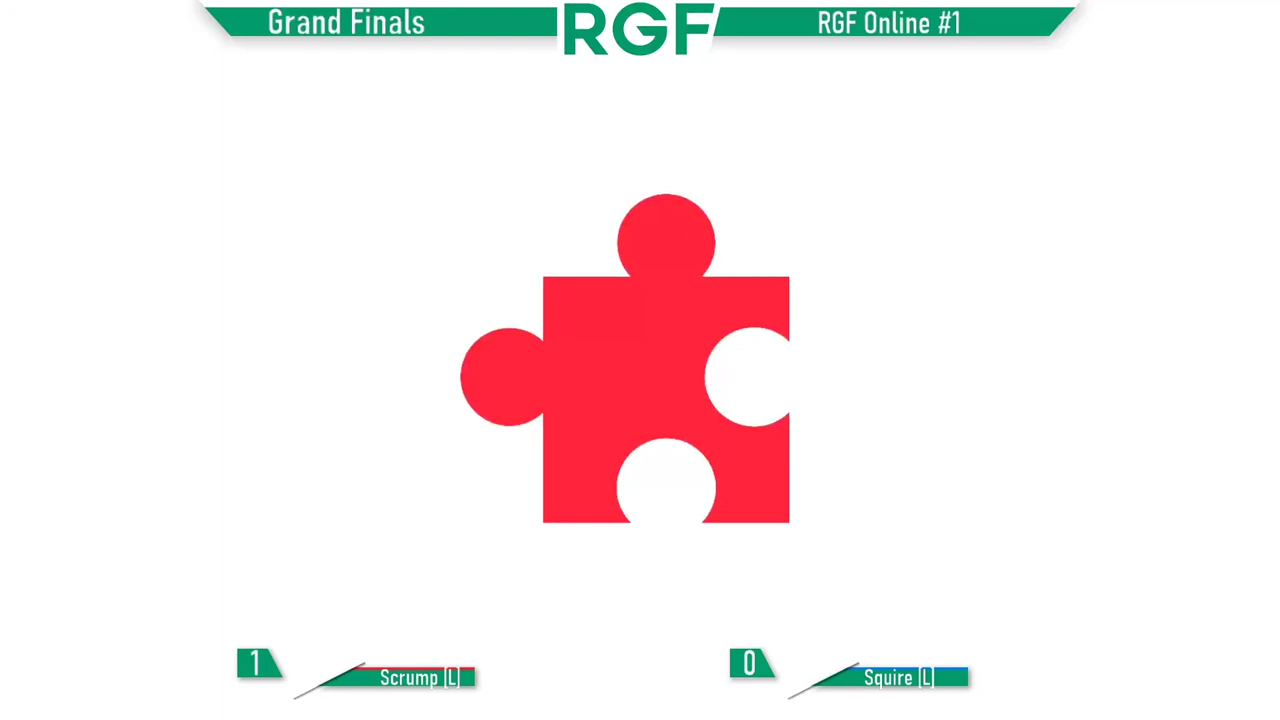 Grand Finals
RGF
RGF Online #1
1
Scrump [L]
0
Squire [L]